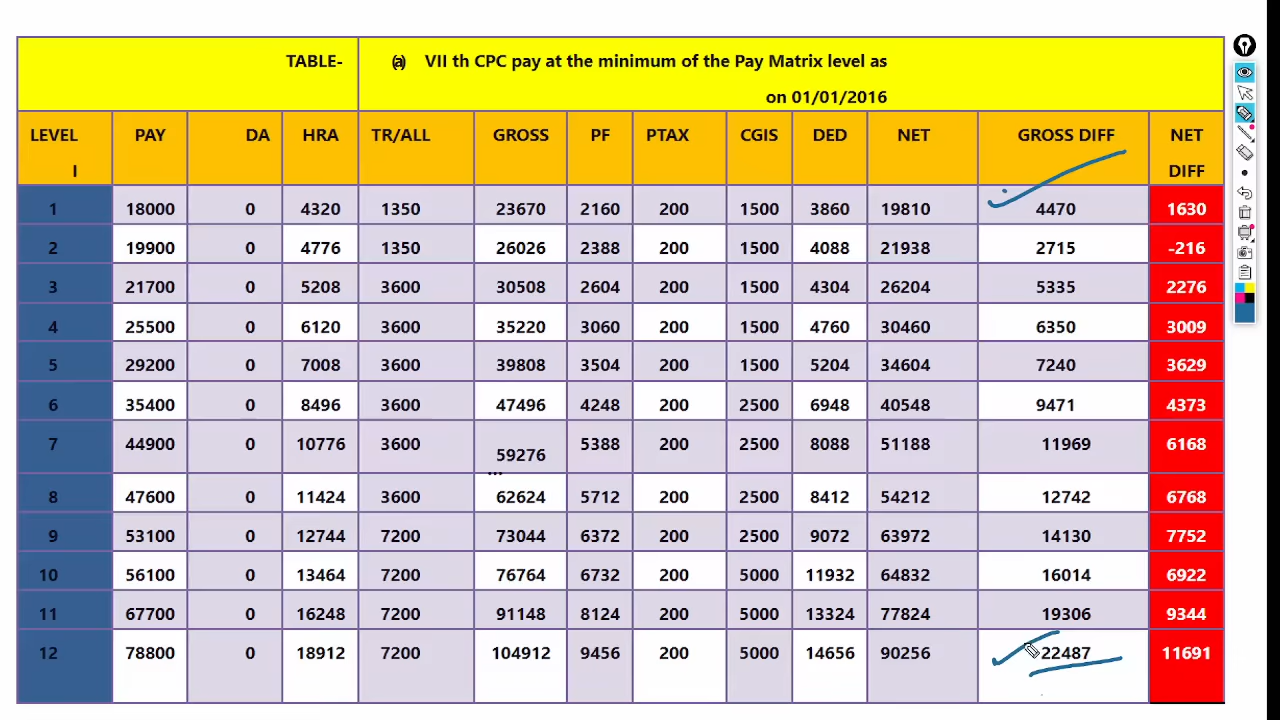 TABLE- (a) VII th CPC pay at the minimum of the Pay Matrix level as
on 01/01/2016
LEVEL PAY DA HRA TR/ALL GROSS PF PTAX CGIS DED NET GROSS DIFF NET
I DIFF
1 18000 0 4320 1350 23670 2160 200 1500 3860 19810 4470 1630
2 19900 0 4776 1350 26026 2388 200 1500 4088 21938 2715 -216
3 21700 0 5208 3600 30508 2604 200 1500 4304 26204 5335 2276
4 25500 0 6120 3600 35220 3060 200 1500 4760 30460 6350 3009
5 29200 0 7008 3600 39808 3504 200 1500 5204 34604 7240 3629
6 35400 0 8496 3600 47496 4248 200 2500 6948 40548 9471 4373
7 44900 0 10776 3600 59276 5388 200 2500 8088 51188 11969 6168
...
8 47600 0 11424 3600 62624 5712 200 2500 8412 54212 12742 6768
9 53100 0 12744 7200 73044 6372 200 2500 9072 63972 14130 7752
10 56100 0 13464 7200 76764 6732 200 5000 11932 64832 16014 6922
11 67700 0 16248 7200 91148 8124 200 5000 13324 77824 19306 9344
12 78800 0 18912 7200 104912 9456 200 5000 14656 90256 22487 11691